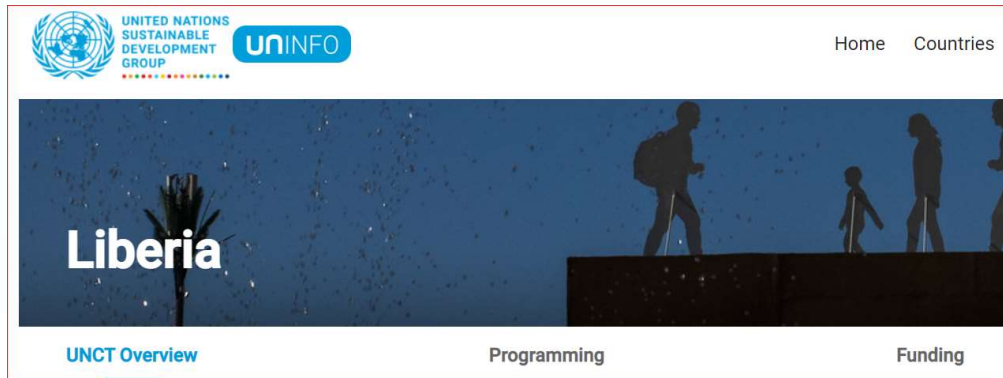 UNITED NATIONS
SUSTAINABLE
DEVELOPMENT
GROUP
UNINFO
Home Countries
Liberia
UNCT Overview Programming Funding